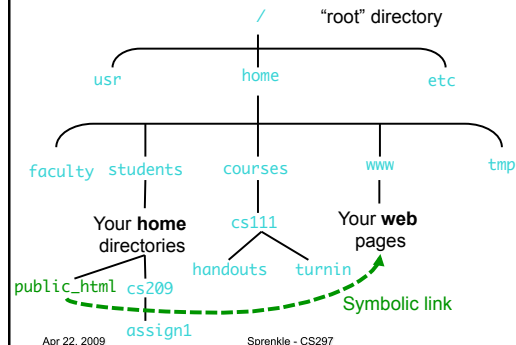 / “root” directory
usr home etc
faculty students courses www tmp
Your home directories
cs111
Your web pages
handouts turnin
public_html cs209
Symbolic link
assign1
Apr 22, 2009 Sprenkle - CS297